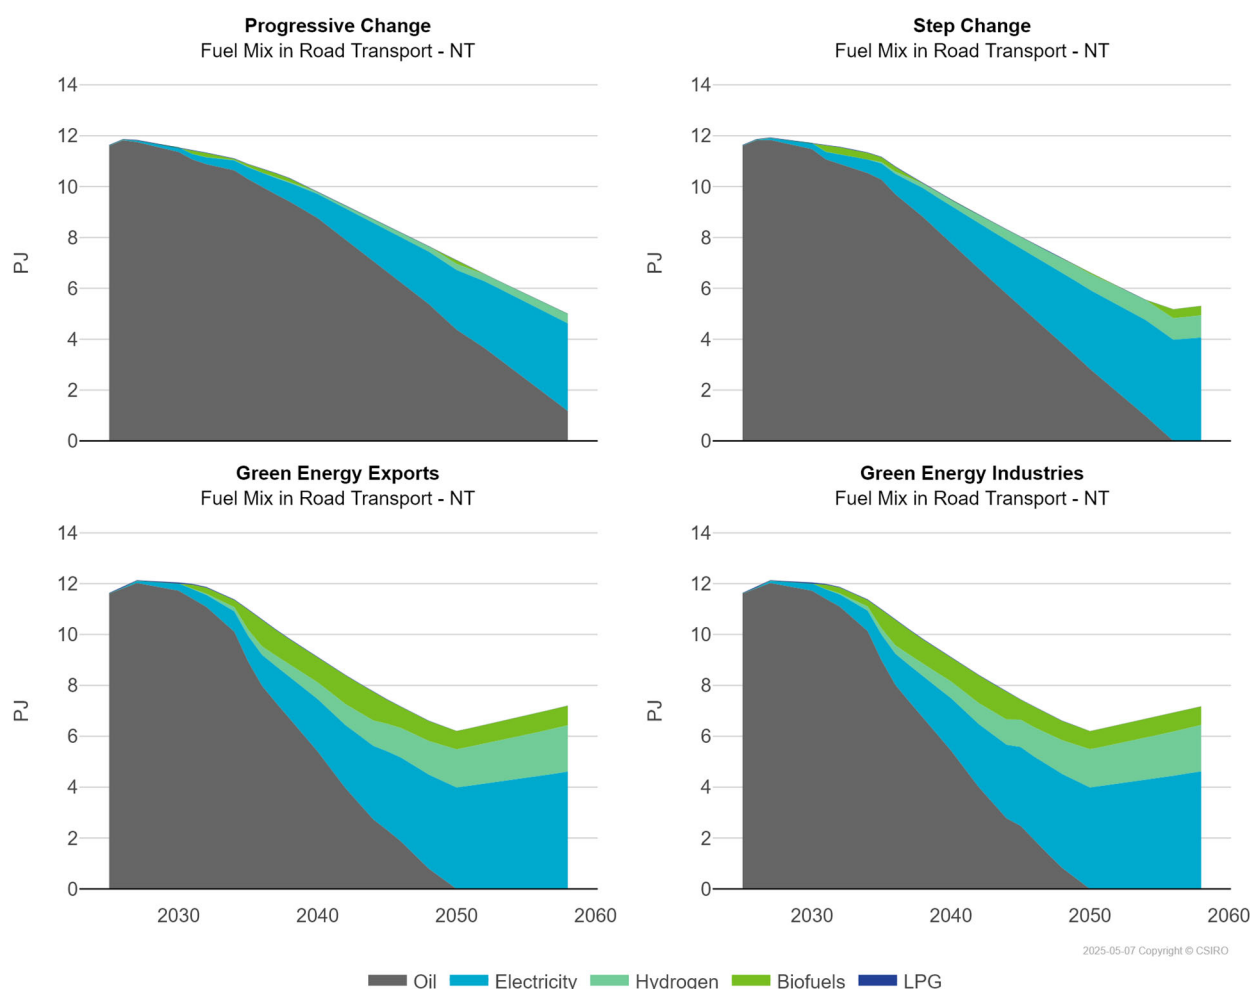 Progressive Change
Fuel Mix in Road Transport - NT
14
12
10
8
6
4
2
0
PJ
Step Change
Fuel Mix in Road Transport - NT
14
12
10
8
6
4
2
0
PJ
Green Energy Exports
Fuel Mix in Road Transport - NT
14
12
10
8
6
4
2
0
PJ
2030 2040 2050 2060
Green Energy Industries
Fuel Mix in Road Transport - NT
14
12
10
8
6
4
2
0
PJ
2030 2040 2050 2060
2025-05-07 Copyright © CSIRO
Oil Electricity Hydrogen Biofuels LPG